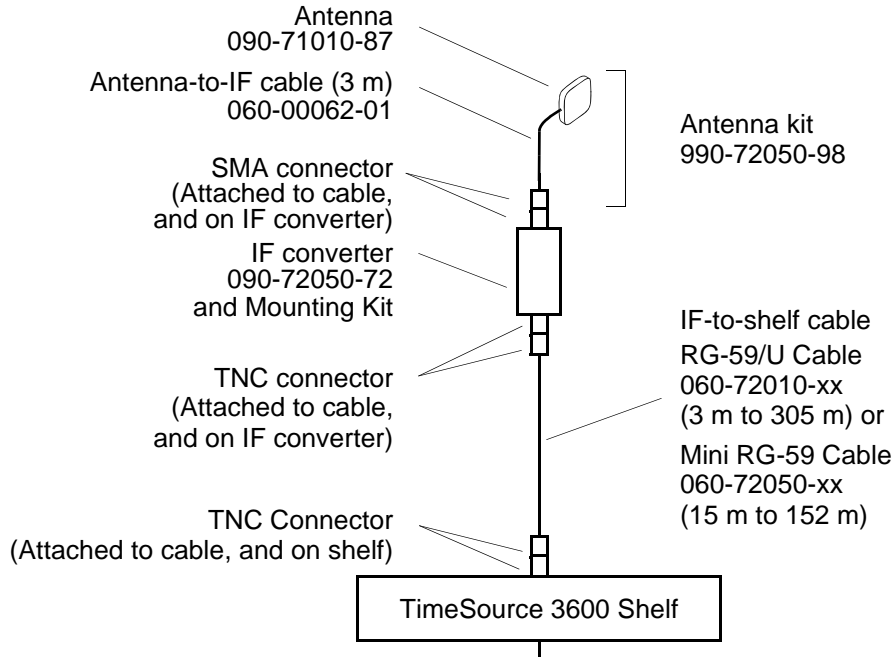 Antenna
090-71010-87
Antenna-to-IF cable (3 m)
060-00062-01
SMA connector
(Attached to cable,
and on IF converter)
IF converter
090-72050-72
and Mounting Kit
TNC connector
(Attached to cable,
and on IF converter)
TNC Connector
(Attached to cable, and on shelf)
Antenna kit
990-72050-98
IF-to-shelf cable
RG-59/U Cable
060-72010-xx
(3 m to 305 m) or
Mini RG-59 Cable
060-72050-xx
(15 m to 152 m)
TimeSource 3600 Shelf